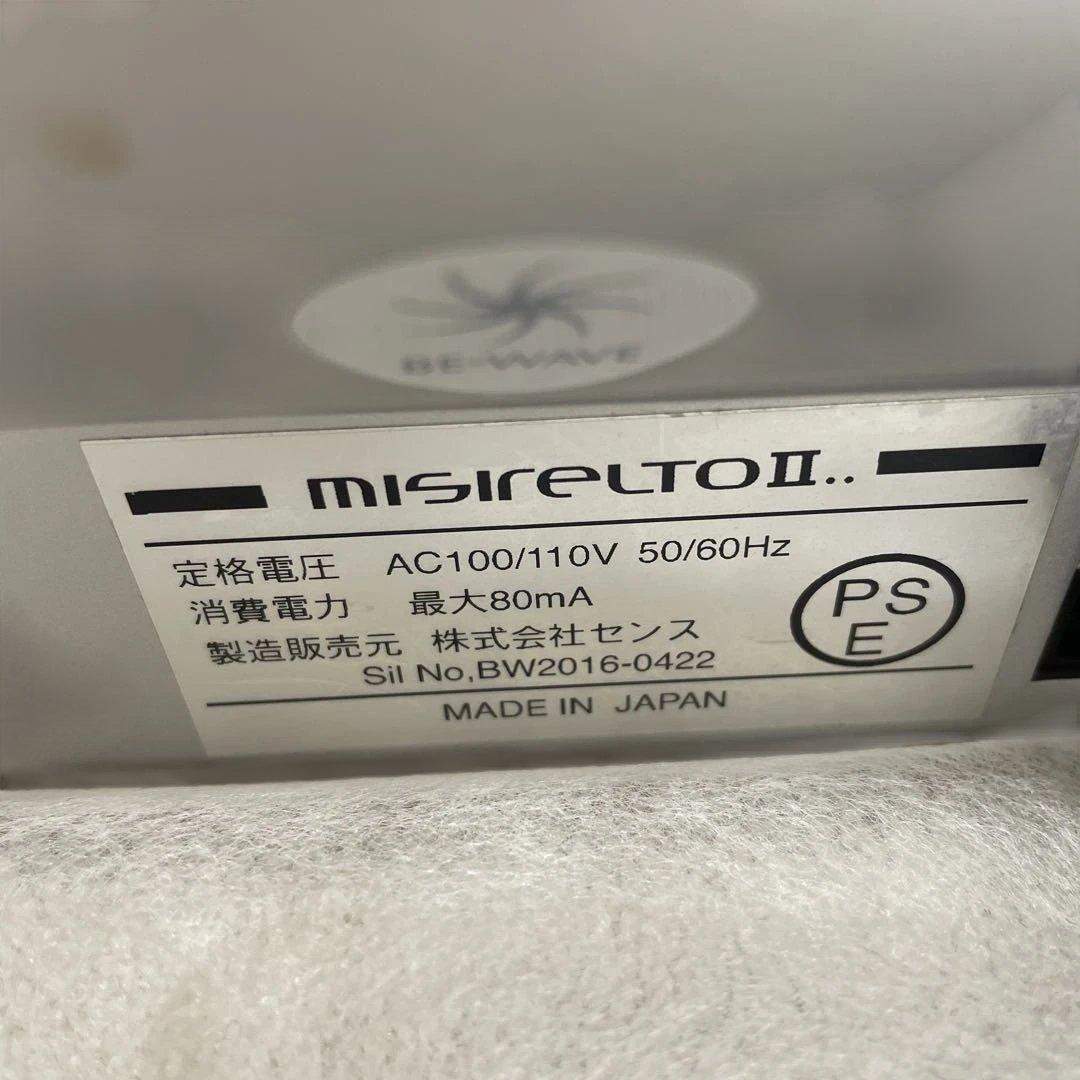 BE-WAVE
MISIRELTO II..
定格電圧 AC100/110V 50/60Hz
消費電力 最大80mA
製造販売元 株式会社センス
Sil No,BW2016-0422
PS
E
MADE IN JAPAN